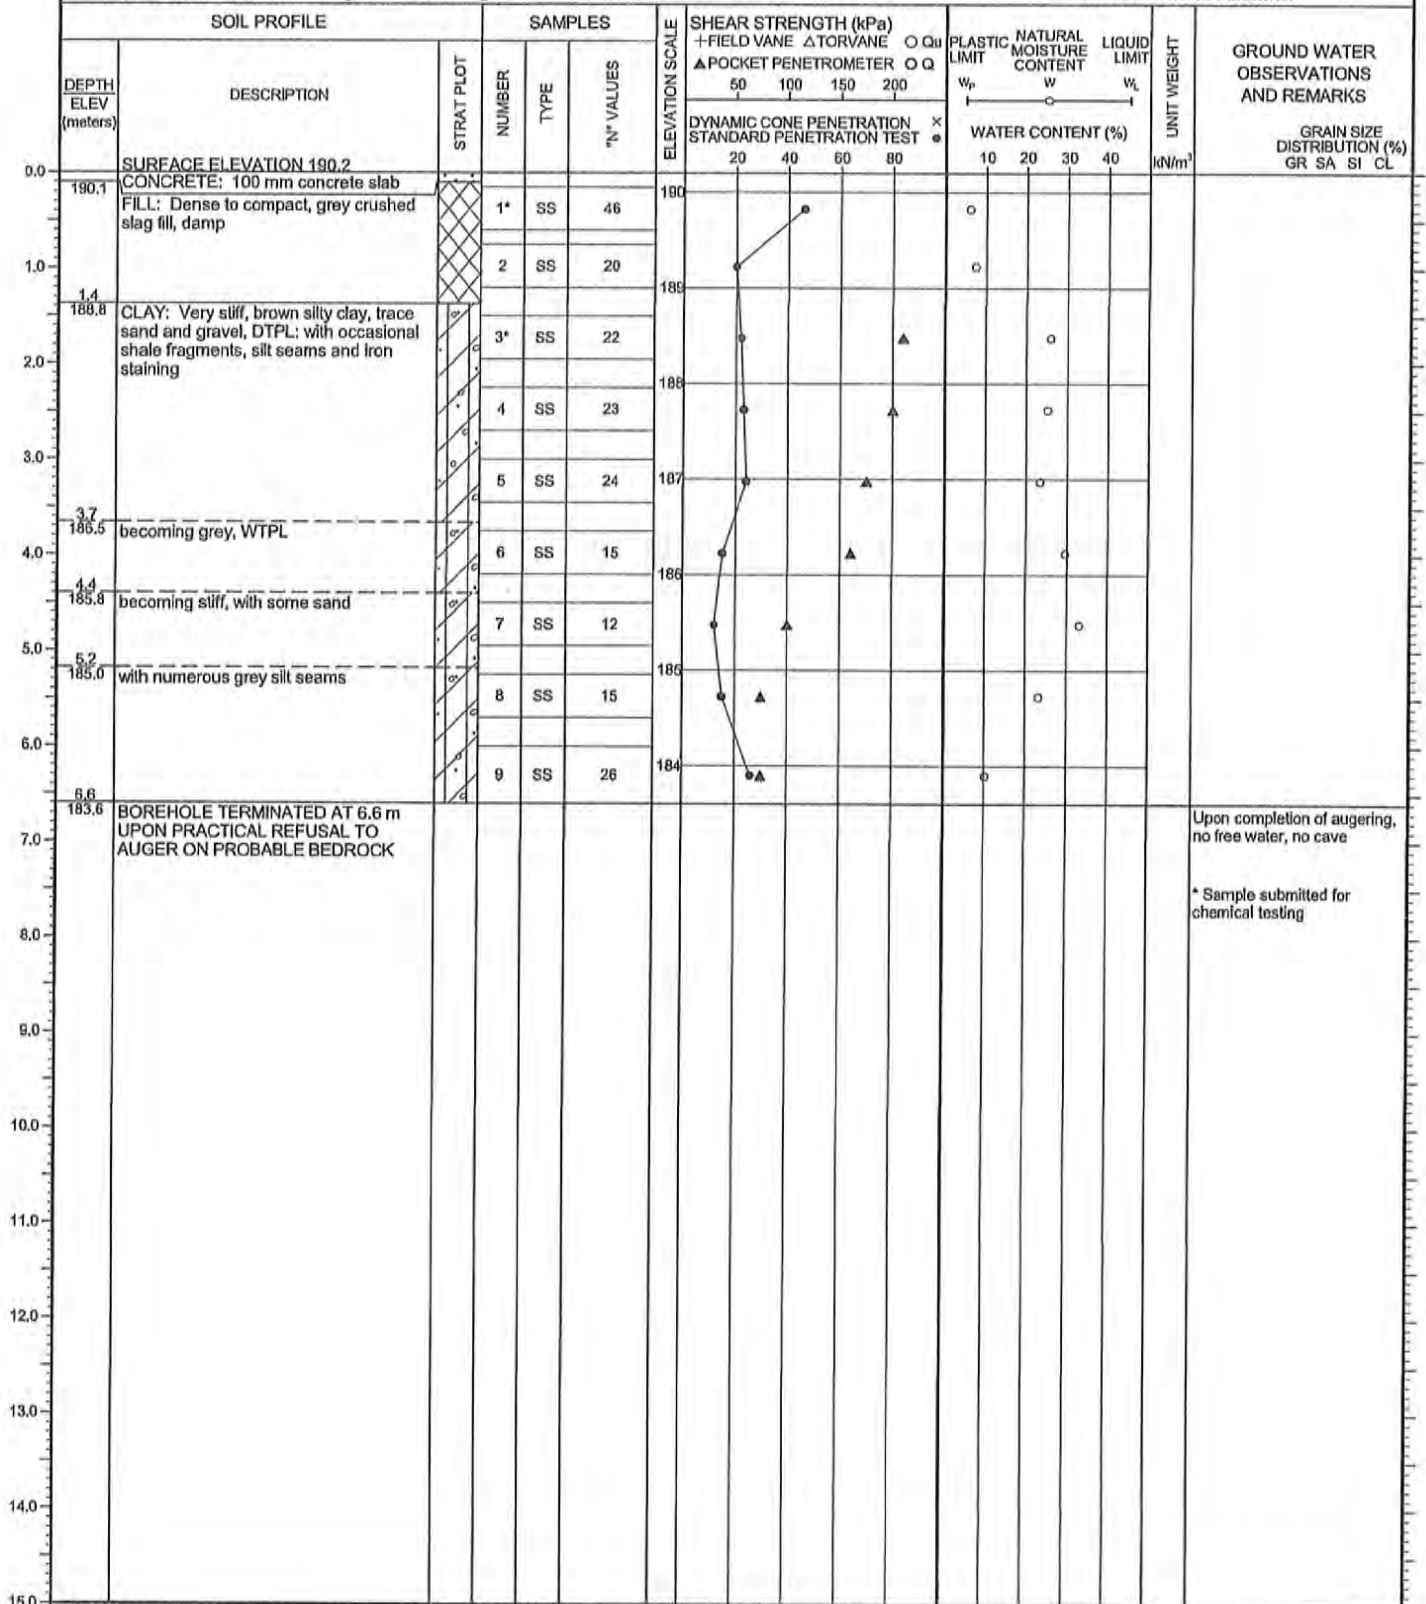 SOIL PROFILE
SAMPLES
DEPTH
ELEV
(meters)
DESCRIPTION
STRAT PLOT
NUMBER
TYPE
"N" VALUES
ELEVATION SCALE
SHEAR STRENGTH (kPa)
+FIELD VANE △TORVANE ○ Qu
▲POCKET PENETROMETER ○ Q
50 100 150 200
DYNAMIC CONE PENETRATION ×
STANDARD PENETRATION TEST ●
20 40 60 80
PLASTIC LIMIT
NATURAL MOISTURE CONTENT
LIQUID LIMIT
WP W WL
WATER CONTENT (%)
10 20 30 40
UNIT WEIGHT
kN/m³
GROUND WATER
OBSERVATIONS
AND REMARKS
GRAIN SIZE
DISTRIBUTION (%)
GR SA SI CL
SURFACE ELEVATION 190.2
0.0
190.1
CONCRETE: 100 mm concrete slab
190
FILL: Dense to compact, grey crushed
slag fill, damp
1* SS 46
1.0
2 SS 20
189
1.4
188.8
CLAY: Very stiff, brown silty clay, trace
sand and gravel, DTPL: with occasional
shale fragments, silt seams and iron
staining
3* SS 22
2.0
188
4 SS 23
3.0
5 SS 24
187
3.7
186.5
becoming grey, WTPL
4.0
6 SS 15
186
4.4
185.8
becoming stiff, with some sand
7 SS 12
5.0
5.2
185.0
with numerous grey silt seams
185
8 SS 15
6.0
9 SS 26
184
6.6
183.6
BOREHOLE TERMINATED AT 6.6 m
UPON PRACTICAL REFUSAL TO
AUGER ON PROBABLE BEDROCK
Upon completion of augering,
no free water, no cave
7.0
* Sample submitted for
chemical testing
8.0
9.0
10.0
11.0
12.0
13.0
14.0
15.0